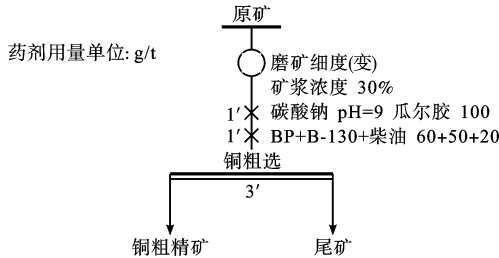 原矿
药剂用量单位: g/t
磨矿细度(变)
矿浆浓度 30%
1′ 碳酸钠 pH=9 瓜尔胶 100
1′ BP+B-130+柴油 60+50+20
铜粗选
3′
铜粗精矿 尾矿